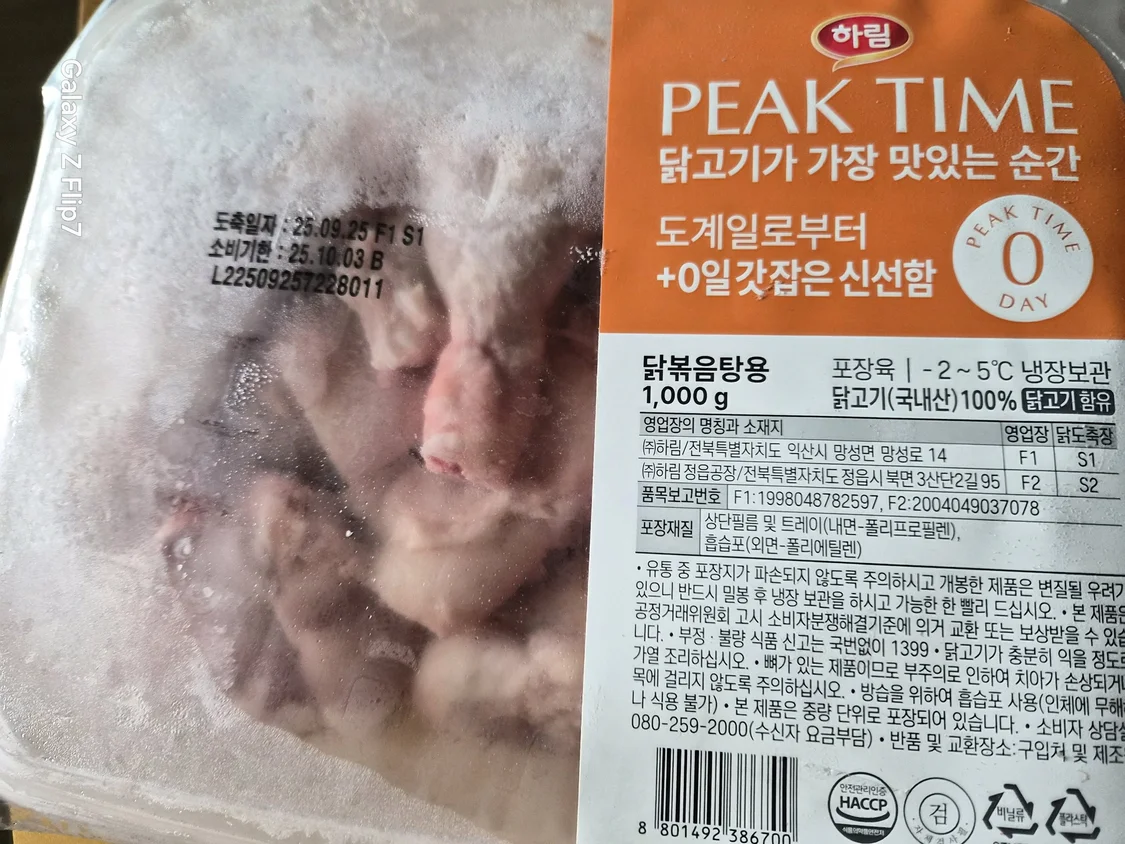 Galaxy Z Flip7
도축일자 : 25.09.25 F1 S1
소비기한 : 25.10.03 B
L22509257228011
하림
PEAK TIME
닭고기가 가장 맛있는 순간
도계일로부터
+0일 갓잡은 신선함
PEAK TIME
0
DAY
닭볶음탕용
1,000 g
포장육 | -2 ~ 5℃ 냉장보관
닭고기(국내산)100% 닭고기 함유
영업장의 명칭과 소재지 영업장 닭도축장
㈜하림/전북특별자치도 익산시 망성면 망성로 14 F1 S1
㈜하림 정읍공장/전북특별자치도 정읍시 북면 3산단2길 95 F2 S2
품목보고번호 F1:1998048782597, F2:2004049037078
포장재질 상단필름 및 트레이(내면-폴리프로필렌),
흡습포(외면-폴리에틸렌)
• 유통 중 포장지가 파손되지 않도록 주의하시고 개봉한 제품은 변질될 우려가
있으니 반드시 밀봉 후 냉장 보관을 하시고 가능한 한 빨리 드십시오. • 본 제품은
공정거래위원회 고시 소비자분쟁해결기준에 의거 교환 또는 보상받을 수 있습
니다. • 부정 · 불량 식품 신고는 국번없이 1399 • 닭고기가 충분히 익을 정도로
가열 조리하십시오. • 뼈가 있는 제품이므로 부주의로 인하여 치아가 손상되거나
목에 걸리지 않도록 주의하십시오. • 방습을 위하여 흡습포 사용(인체에 무해하
나 식용 불가) • 본 제품은 중량 단위로 포장되어 있습니다. • 소비자 상담실
080-259-2000(수신자 요금부담) • 반품 및 교환장소:구입처 및 제조
8 801492 386700
안전관리인증
HACCP
식품의약품안전처
검
비닐류
플라스틱